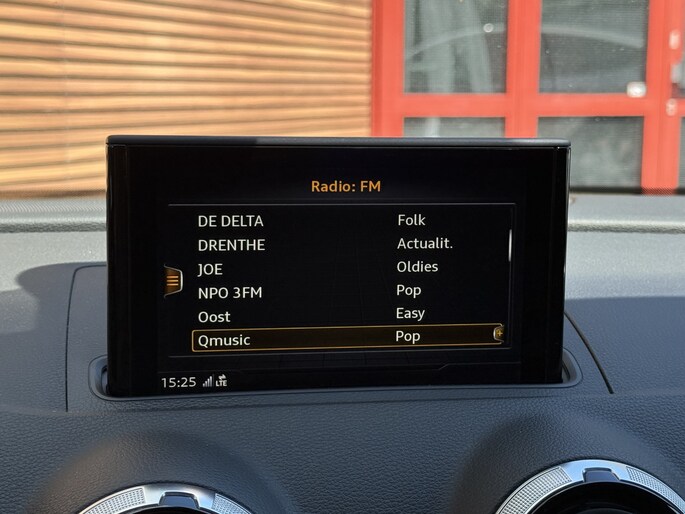 Radio: FM
DE DELTA Folk
DRENTHE Actualit.
JOE Oldies
NPO 3FM Pop
Oost Easy
Qmusic Pop
15:25 LTE